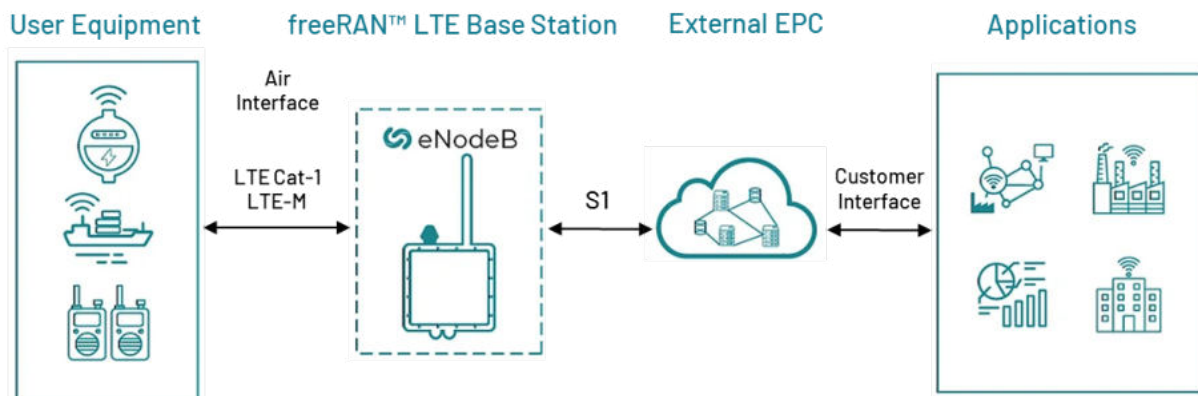 User Equipment
freeRAN™ LTE Base Station
External EPC
Applications
Air
Interface
eNodeB
LTE Cat-1
LTE-M
S1
Customer
Interface